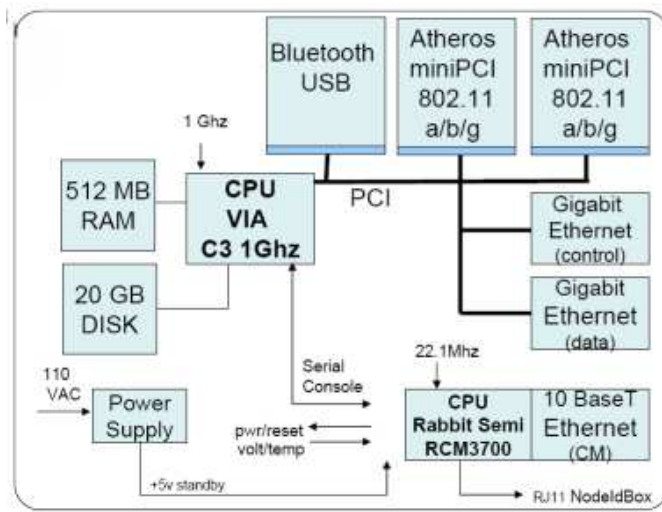 Bluetooth
USB
Atheros
miniPCI
802.11
a/b/g
Atheros
miniPCI
802.11
a/b/g
1 Ghz
512 MB
RAM
CPU
VIA
C3 1Ghz
PCI
Gigabit
Ethernet
(control)
20 GB
DISK
Gigabit
Ethernet
(data)
Serial
Console
22.1Mhz
110
VAC
Power
Supply
pwr/reset
volt/temp
CPU
Rabbit Semi
RCM3700
10 BaseT
Ethernet
(CM)
+5v standby
RJ11 NodeIdBox